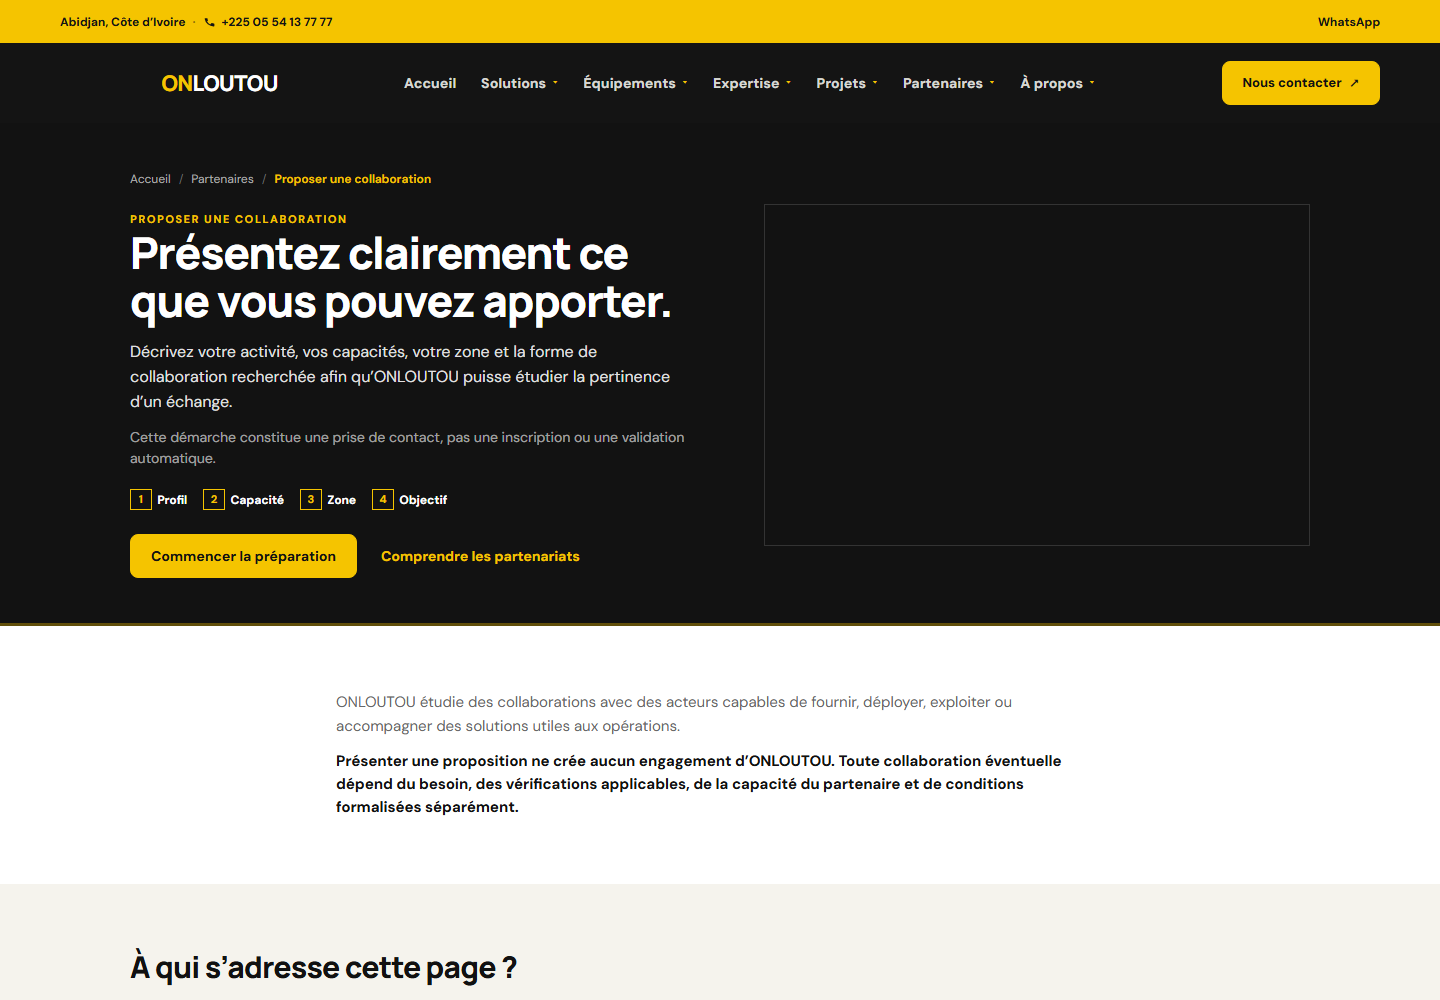 Abidjan, Côte d’Ivoire · +225 05 54 13 77 77
WhatsApp
ONLOUTOU
Accueil Solutions Équipements Expertise Projets Partenaires À propos
Nous contacter ↗
Accueil / Partenaires / Proposer une collaboration
PROPOSER UNE COLLABORATION
Présentez clairement ce
que vous pouvez apporter.
Décrivez votre activité, vos capacités, votre zone et la forme de
collaboration recherchée afin qu’ONLOUTOU puisse étudier la pertinence
d’un échange.
Cette démarche constitue une prise de contact, pas une inscription ou une validation
automatique.
1 Profil 2 Capacité 3 Zone 4 Objectif
Commencer la préparation Comprendre les partenariats
ONLOUTOU étudie des collaborations avec des acteurs capables de fournir, déployer, exploiter ou
accompagner des solutions utiles aux opérations.
Présenter une proposition ne crée aucun engagement d’ONLOUTOU. Toute collaboration éventuelle
dépend du besoin, des vérifications applicables, de la capacité du partenaire et de conditions
formalisées séparément.
À qui s’adresse cette page ?